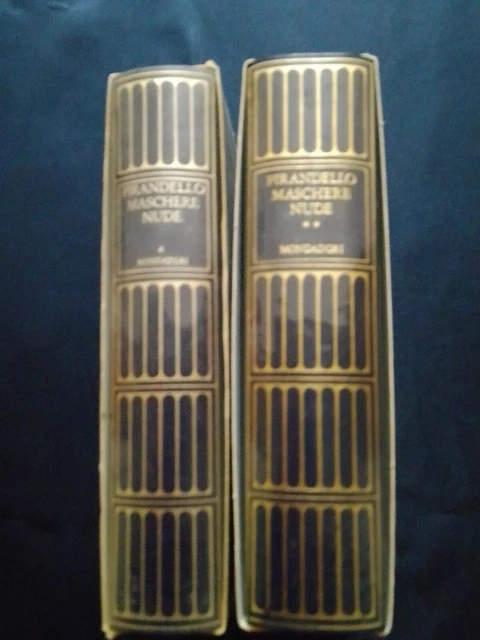 PIRANDELLO
MASCHERE
NUDE
*
MONDADORI
PIRANDELLO
MASCHERE
NUDE
**
MONDADORI